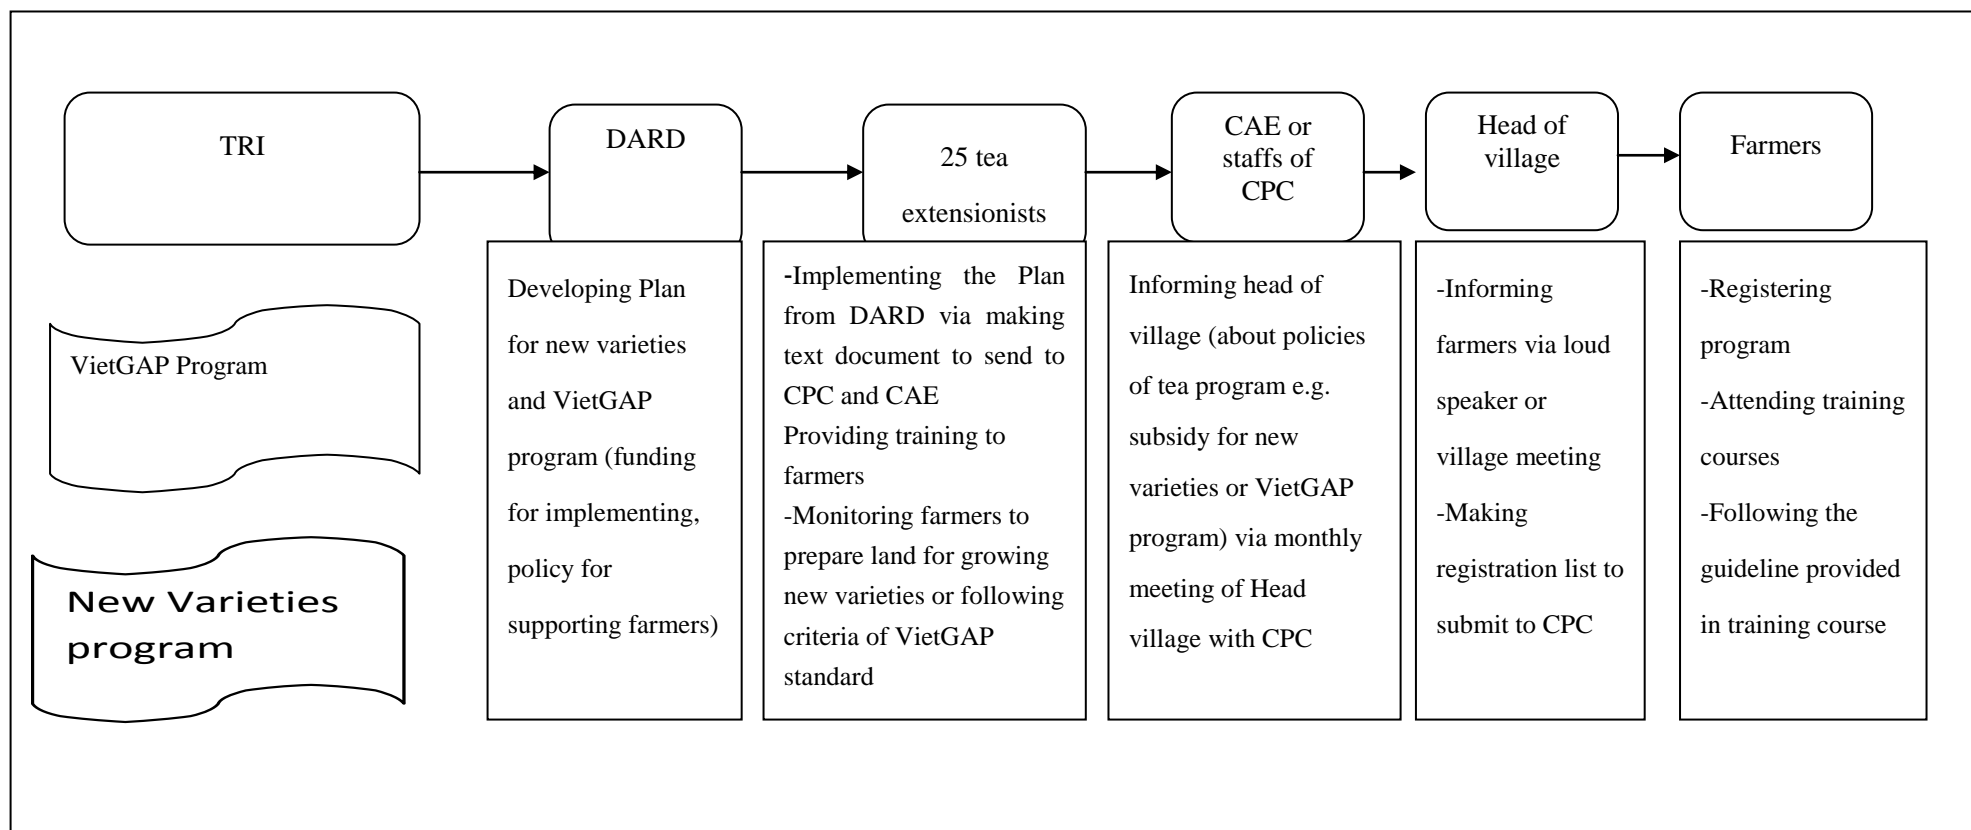 TRI
DARD
25 tea
extensionists
CAE or
staffs of
CPC
Head of
village
Farmers
VietGAP Program
New Varieties
program
Developing Plan
for new varieties
and VietGAP
program (funding
for implementing,
policy for
supporting farmers)
-Implementing the Plan
from DARD via making
text document to send to
CPC and CAE
Providing training to
farmers
-Monitoring farmers to
prepare land for growing
new varieties or following
criteria of VietGAP
standard
Informing head of
village (about policies
of tea program e.g.
subsidy for new
varieties or VietGAP
program) via monthly
meeting of Head
village with CPC
-Informing
farmers via loud
speaker or
village meeting
-Making
registration list to
submit to CPC
-Registering
program
-Attending training
courses
-Following the
guideline provided
in training course